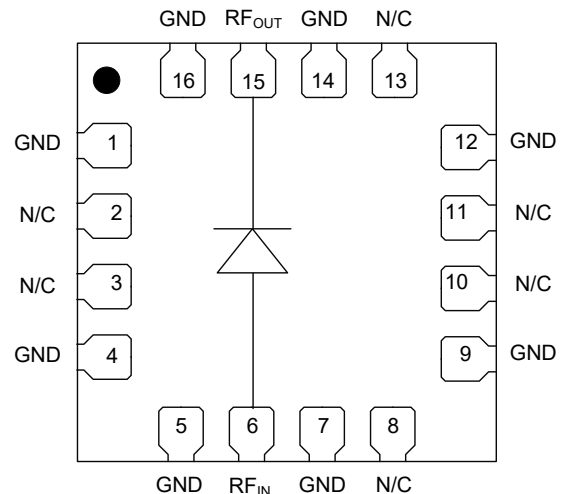 GND RFOUT GND N/C
16 15 14 13
GND 1 12 GND
N/C 2 11 N/C
N/C 3 10 N/C
GND 4 9 GND
5 6 7 8
GND RFIN GND N/C